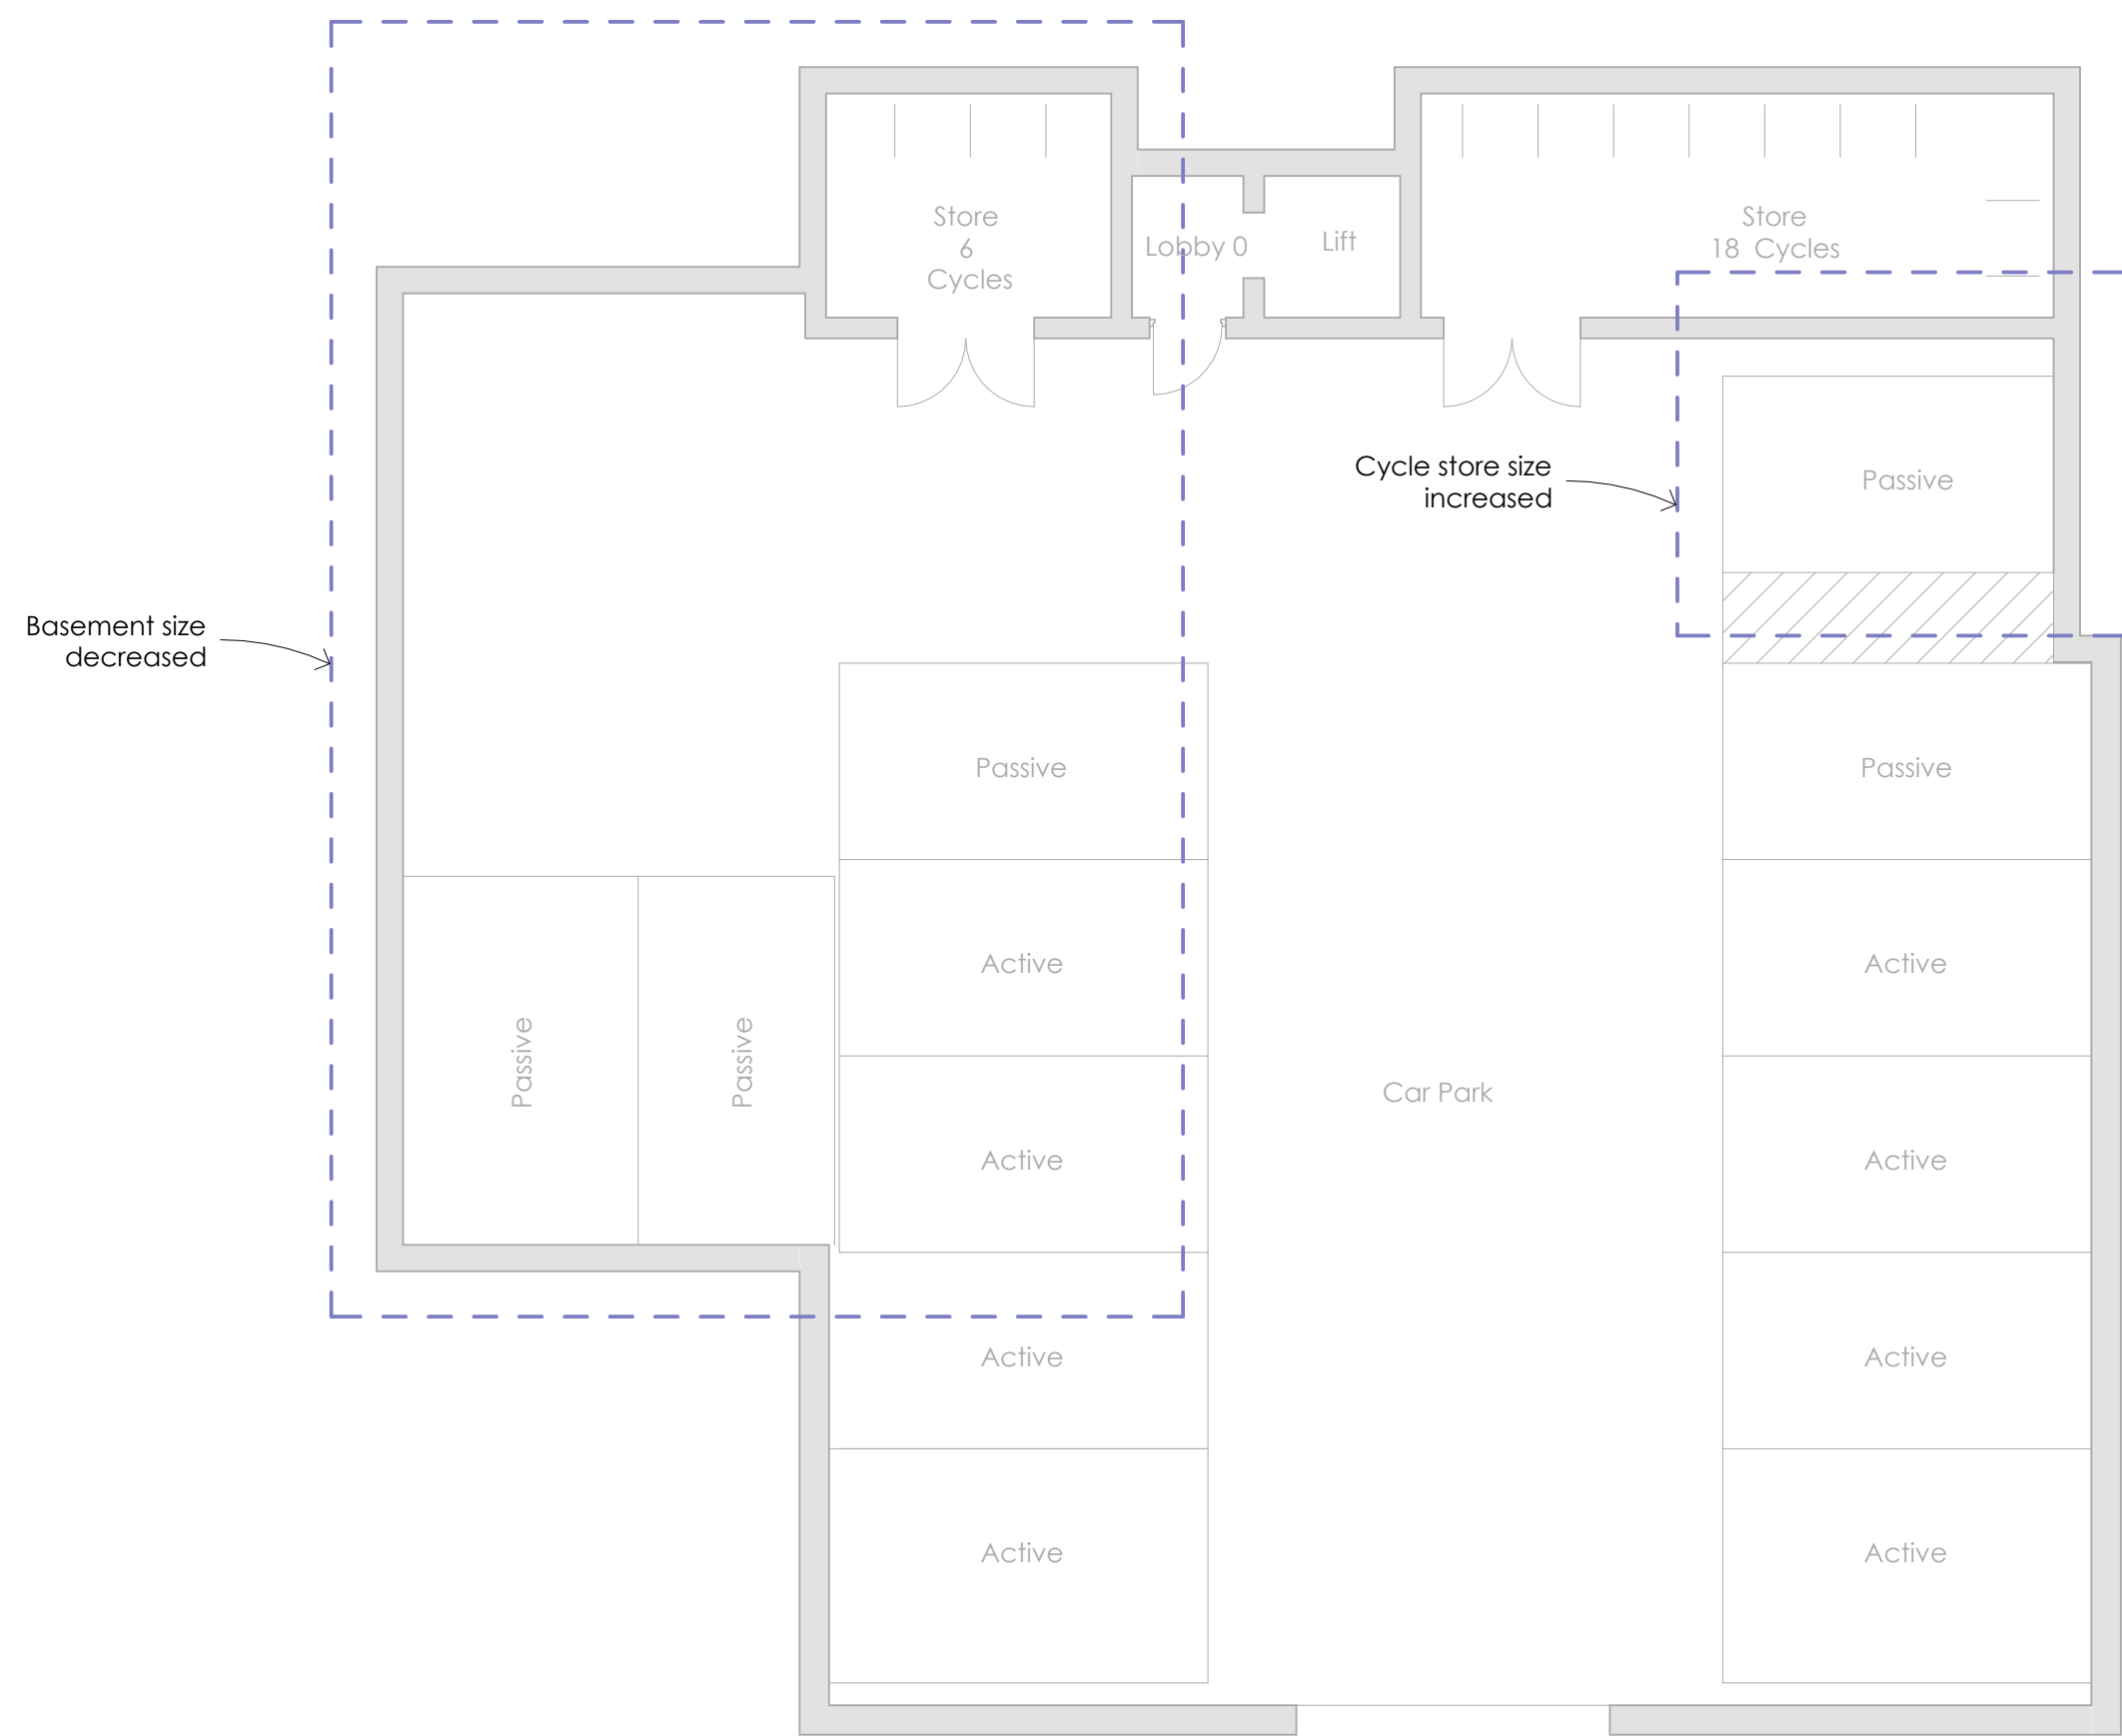 Store
6
Cycles
Lobby 0
Lift
Store
18 Cycles
Cycle store size
increased
Passive
Basement size
decreased
Passive
Passive
Active
Active
Passive
Passive
Car Park
Active
Active
Active
Active
Active
Active